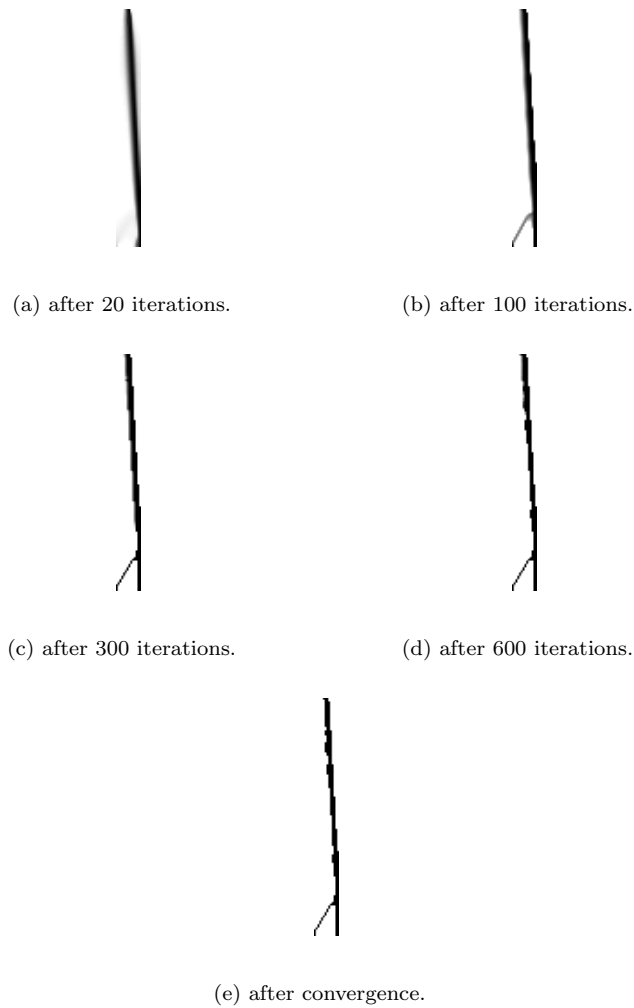 (a) after 20 iterations.
(b) after 100 iterations.
(c) after 300 iterations.
(d) after 600 iterations.
(e) after convergence.